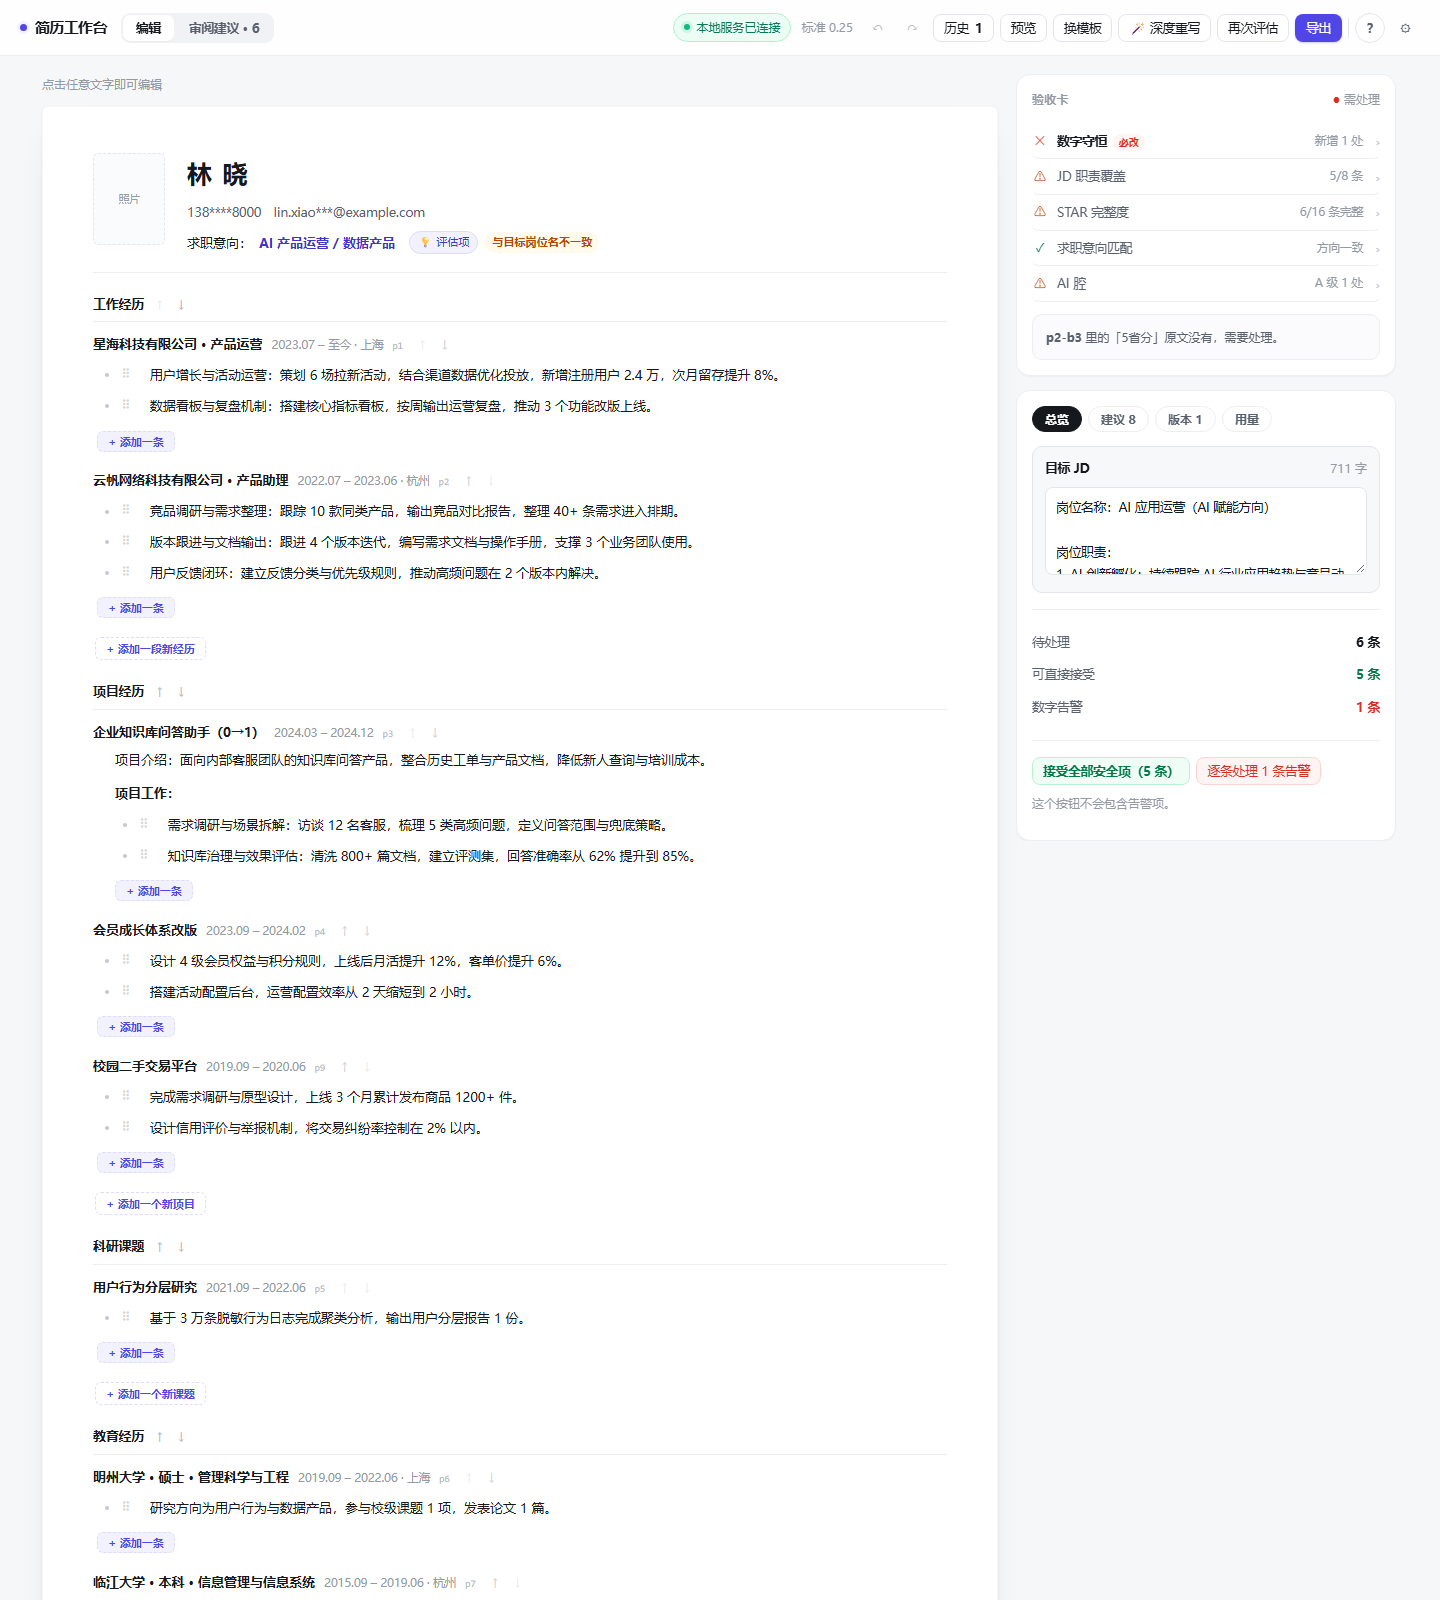 简历工作台 编辑 审阅建议 • 6 本地服务已连接 标准 0.25 历史 1 预览 换模板 深度重写 再次评估 导出 ?
点击任意文字即可编辑
照片
林 晓
138****8000 lin.xiao***@example.com
求职意向： AI 产品运营 / 数据产品 评估项 与目标岗位名不一致
工作经历 ↑ ↓
星海科技有限公司 • 产品运营 2023.07 – 至今 · 上海 p1 ↑ ↓
• 用户增长与活动运营：策划 6 场拉新活动，结合渠道数据优化投放，新增注册用户 2.4 万，次月留存提升 8%。
• 数据看板与复盘机制：搭建核心指标看板，按周输出运营复盘，推动 3 个功能改版上线。
+ 添加一条
云帆网络科技有限公司 • 产品助理 2022.07 – 2023.06 · 杭州 p2 ↑ ↓
• 竞品调研与需求整理：跟踪 10 款同类产品，输出竞品对比报告，整理 40+ 条需求进入排期。
• 版本跟进与文档输出：跟进 4 个版本迭代，编写需求文档与操作手册，支撑 3 个业务团队使用。
• 用户反馈闭环：建立反馈分类与优先级规则，推动高频问题在 2 个版本内解决。
+ 添加一条
+ 添加一段新经历
项目经历 ↑ ↓
企业知识库问答助手（0→1） 2024.03 – 2024.12 p3 ↑ ↓
项目介绍：面向内部客服团队的知识库问答产品，整合历史工单与产品文档，降低新人查询与培训成本。
项目工作：
• 需求调研与场景拆解：访谈 12 名客服，梳理 5 类高频问题，定义问答范围与兜底策略。
• 知识库治理与效果评估：清洗 800+ 篇文档，建立评测集，回答准确率从 62% 提升到 85%。
+ 添加一条
会员成长体系改版 2023.09 – 2024.02 p4 ↑ ↓
• 设计 4 级会员权益与积分规则，上线后月活提升 12%，客单价提升 6%。
• 搭建活动配置后台，运营配置效率从 2 天缩短到 2 小时。
+ 添加一条
校园二手交易平台 2019.09 – 2020.06 p9 ↑ ↓
• 完成需求调研与原型设计，上线 3 个月累计发布商品 1200+ 件。
• 设计信用评价与举报机制，将交易纠纷率控制在 2% 以内。
+ 添加一条
+ 添加一个新项目
科研课题 ↑ ↓
用户行为分层研究 2021.09 – 2022.06 p5 ↑ ↓
• 基于 3 万条脱敏行为日志完成聚类分析，输出用户分层报告 1 份。
+ 添加一条
+ 添加一个新课题
教育经历 ↑ ↓
明州大学 • 硕士 • 管理科学与工程 2019.09 – 2022.06 · 上海 p6 ↑ ↓
• 研究方向为用户行为与数据产品，参与校级课题 1 项，发表论文 1 篇。
+ 添加一条
临江大学 • 本科 • 信息管理与信息系统 2015.09 – 2019.06 · 杭州 p7 ↑ ↓
验收卡 需处理
数字守恒 必改 新增 1 处 ›
JD 职责覆盖 5/8 条 ›
STAR 完整度 6/16 条完整 ›
求职意向匹配 方向一致 ›
AI 腔 A 级 1 处 ›
p2-b3 里的「5省分」原文没有，需要处理。
总览 建议 8 版本 1 用量
目标 JD 711 字
岗位名称：AI 应用运营（AI 赋能方向）
岗位职责：
1. AI 创新孵化：持续跟踪 AI 行业应用趋势与竞品动
待处理 6 条
可直接接受 5 条
数字告警 1 条
接受全部安全项（5 条） 逐条处理 1 条告警
这个按钮不会包含告警项。